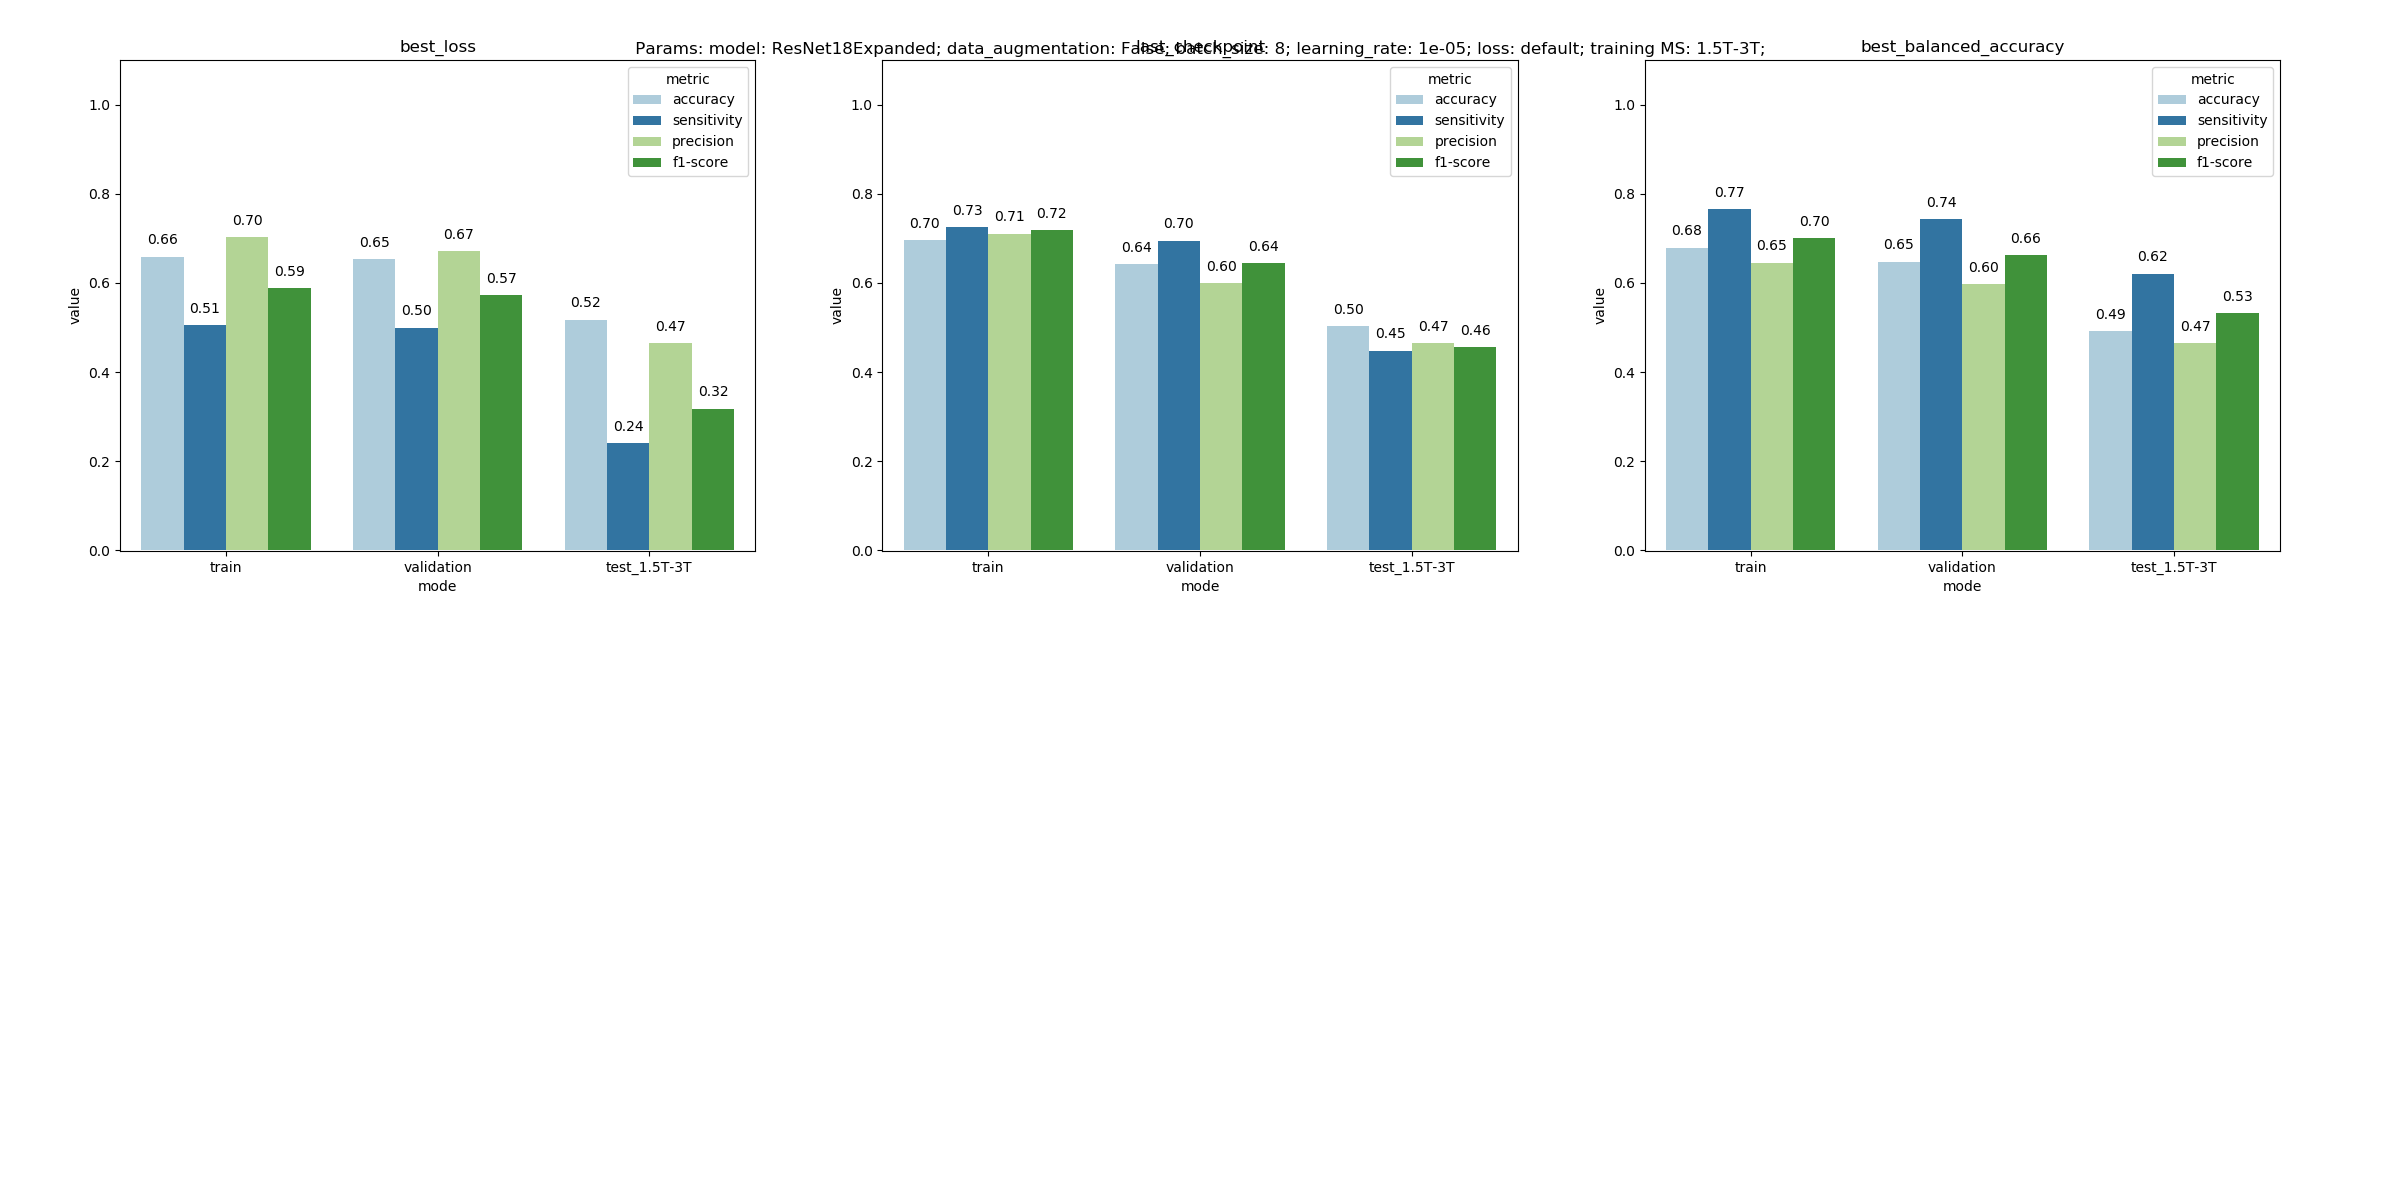 Params: model: ResNet18Expanded; data_augmentation: False; batch_size: 8; learning_rate: 1e-05; loss: default; training MS: 1.5T-3T;
best_loss
metric
accuracy
sensitivity
precision
f1-score
value
1.0
0.8
0.6
0.4
0.2
0.0
0.66
0.51
0.70
0.59
0.65
0.50
0.67
0.57
0.52
0.24
0.47
0.32
train validation test_1.5T-3T
mode
last_checkpoint
metric
accuracy
sensitivity
precision
f1-score
value
1.0
0.8
0.6
0.4
0.2
0.0
0.70
0.73
0.71
0.72
0.64
0.70
0.60
0.64
0.50
0.45
0.47
0.46
train validation test_1.5T-3T
mode
best_balanced_accuracy
metric
accuracy
sensitivity
precision
f1-score
value
1.0
0.8
0.6
0.4
0.2
0.0
0.68
0.77
0.65
0.70
0.65
0.74
0.60
0.66
0.49
0.62
0.47
0.53
train validation test_1.5T-3T
mode